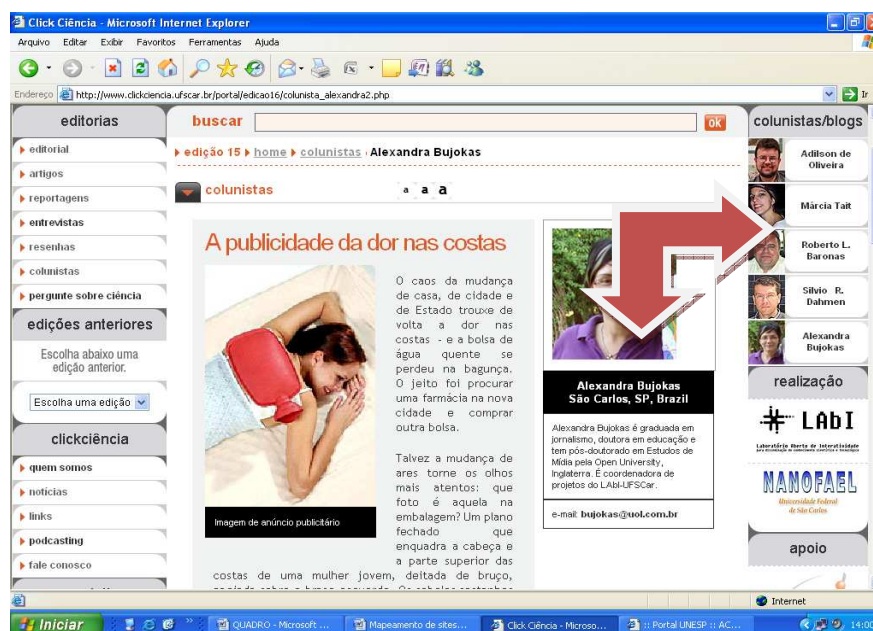 Click Ciência - Microsoft Internet Explorer
Arquivo Editar Exibir Favoritos Ferramentas Ajuda
Endereço http://www.clickciencia.ufscar.br/portal/edicao16/colunista_alexandra2.php Ir
editorias
editorial
artigos
reportagens
entrevistas
resenhas
colunistas
pergunte sobre ciência
edições anteriores
Escolha abaixo uma
edição anterior.
Escolha uma edição
clickciência
quem somos
notícias
links
podcasting
fale conosco
buscar ok
edição 15 home colunistas Alexandra Bujokas
colunistas a a a
A publicidade da dor nas costas
Imagem de anúncio publicitário
O caos da mudança
de casa, de cidade e
de Estado trouxe de
volta a dor nas
costas - e a bolsa de
água quente se
perdeu na bagunça.
O jeito foi procurar
uma farmácia na nova
cidade e comprar
outra bolsa.
Talvez a mudança de
ares torne os olhos
mais atentos: que
foto é aquela na
embalagem? Um plano
fechado que
enquadra a cabeça e
a parte superior das
costas de uma mulher jovem, deitada de bruço,
Alexandra Bujokas
São Carlos, SP, Brazil
Alexandra Bujokas é graduada em
jornalismo, doutora em educação e
tem pós-doutorado em Estudos de
Mídia pela Open University,
Inglaterra. É coordenadora de
projetos do LAbI-UFSCar.
e-mail: bujokas@uol.com.br
colunistas/blogs
Adilson de
Oliveira
Márcia Tait
Roberto L.
Baronas
Silvio R.
Dahmen
Alexandra
Bujokas
realização
LAbI
Laboratório Aberto de Interatividade
NANOFAEL
Universidade Federal
de São Carlos
apoio
Internet
Iniciar QUADRO - Microsoft ... Mapeamento de sites... Click Ciência - Microso... :: Portal UNESP :: AC... 14:00